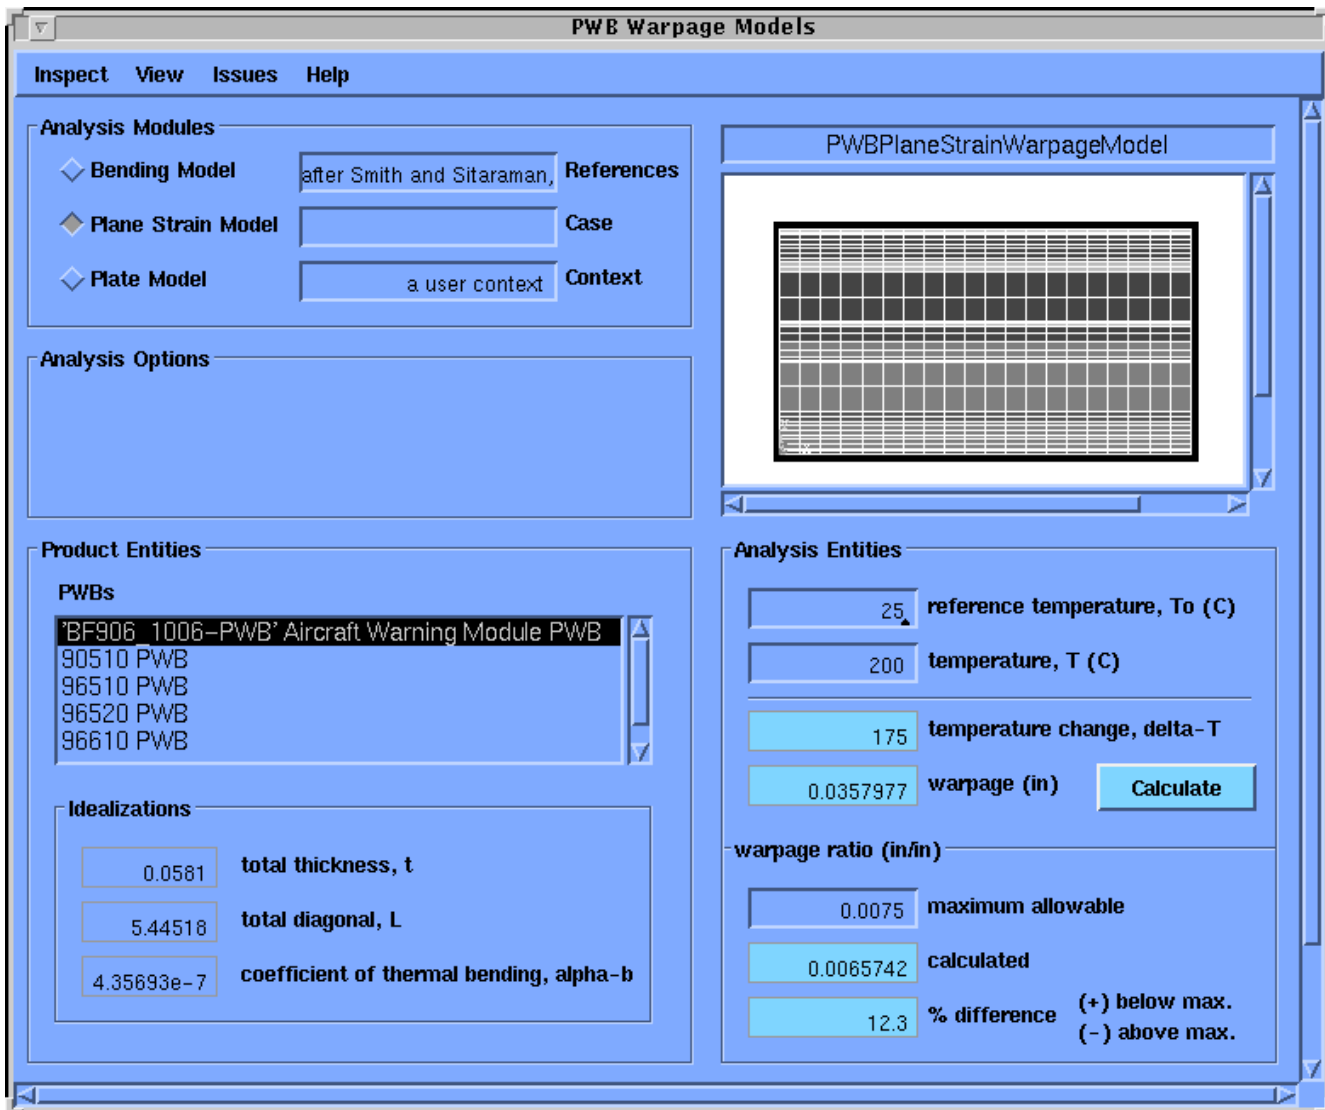 PWB Warpage Models
Inspect View Issues Help
Analysis Modules
Bending Model
after Smith and Sitaraman, References
Plane Strain Model
Case
Plate Model
a user context Context
PWBPlaneStrainWarpageModel
Analysis Options
Product Entities
PWBs
'BF906_1006-PWB' Aircraft Warning Module PWB
90510 PWB
96510 PWB
96520 PWB
96610 PWB
Idealizations
0.0581 total thickness, t
5.44518 total diagonal, L
4.35693e-7 coefficient of thermal bending, alpha-b
Analysis Entities
25 reference temperature, To (C)
200 temperature, T (C)
175 temperature change, delta-T
0.0357977 warpage (in) Calculate
warpage ratio (in/in)
0.0075 maximum allowable
0.0065742 calculated
12.3 % difference (+) below max.
(-) above max.